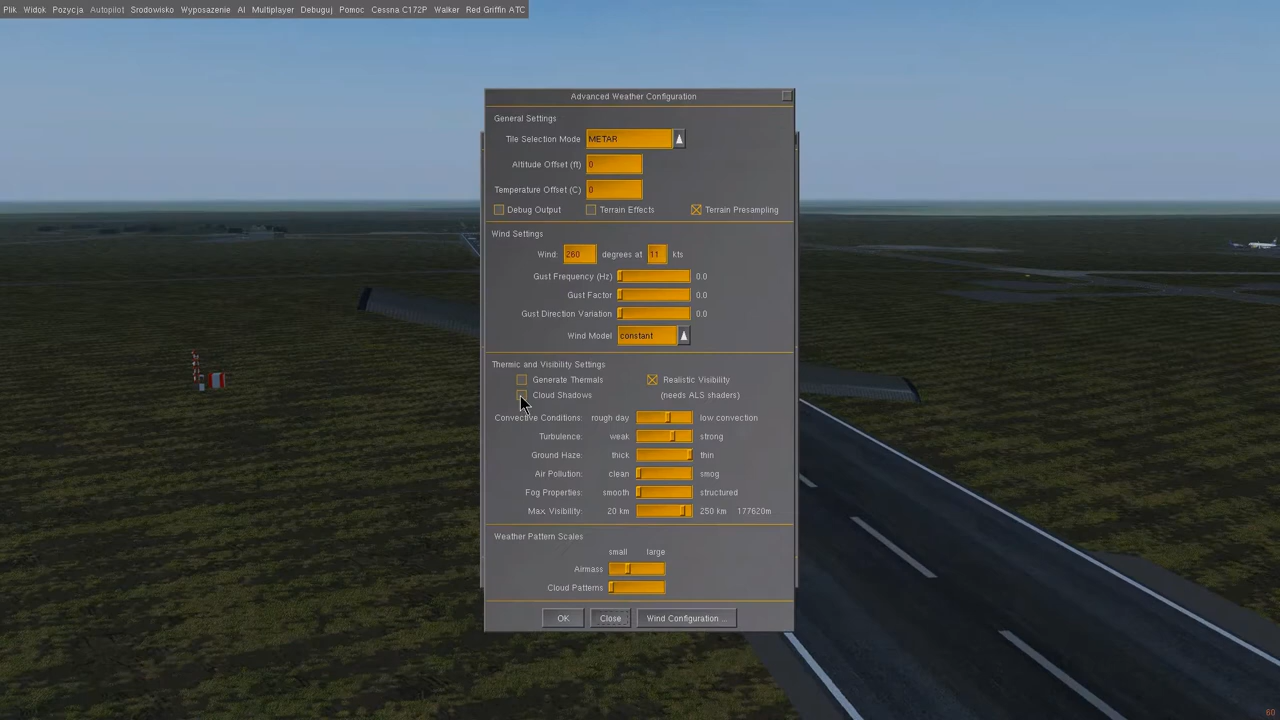 Plik Widok Pozycja Autopilot Środowisko Wyposazenie AI Multiplayer Debuguj Pomoc Cessna C172P Walker Red Griffin ATC
Advanced Weather Configuration
General Settings
Tile Selection Mode METAR
Altitude Offset (ft) 0
Temperature Offset (C) 0
Debug Output Terrain Effects Terrain Presampling
Wind Settings
Wind: 260 degrees at 11 kts
Gust Frequency (Hz) 0.0
Gust Factor 0.0
Gust Direction Variation 0.0
Wind Model constant
Thermic and Visibility Settings
Generate Thermals Realistic Visibility
Cloud Shadows (needs ALS shaders)
Convective Conditions: rough day low convection
Turbulence: weak strong
Ground Haze: thick thin
Air Pollution: clean smog
Fog Properties: smooth structured
Max Visibility: 20 km 250 km 177620m
Weather Pattern Scales
small large
Airmass
Cloud Patterns
OK Close Wind Configuration ...
60